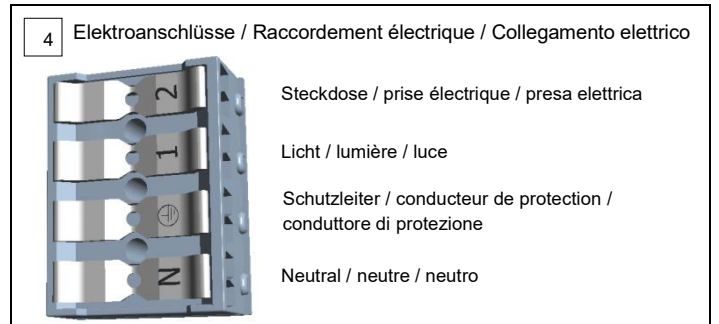 4 Elektroanschlüsse / Raccordement électrique / Collegamento elettrico
2 Steckdose / prise électrique / presa elettrica
1 Licht / lumière / luce
Schutzleiter / conducteur de protection /
conduttore di protezione
N Neutral / neutre / neutro